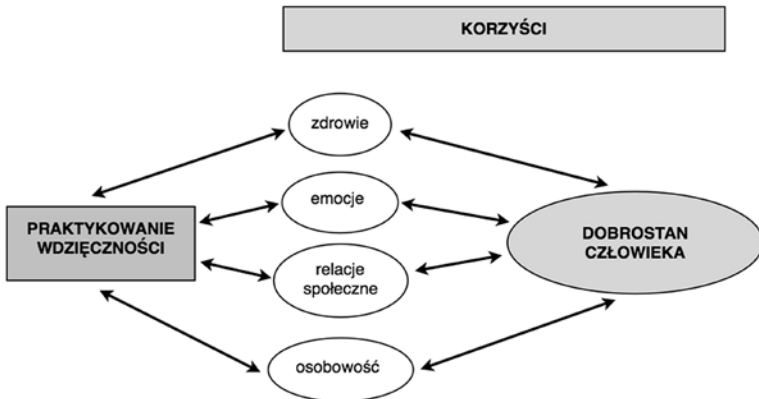 KORZYŚCI
zdrowie
emocje
PRAKTYKOWANIE
WDZIĘCZNOŚCI
DOBROSTAN
CZŁOWIEKA
relacje
społeczne
osobowość